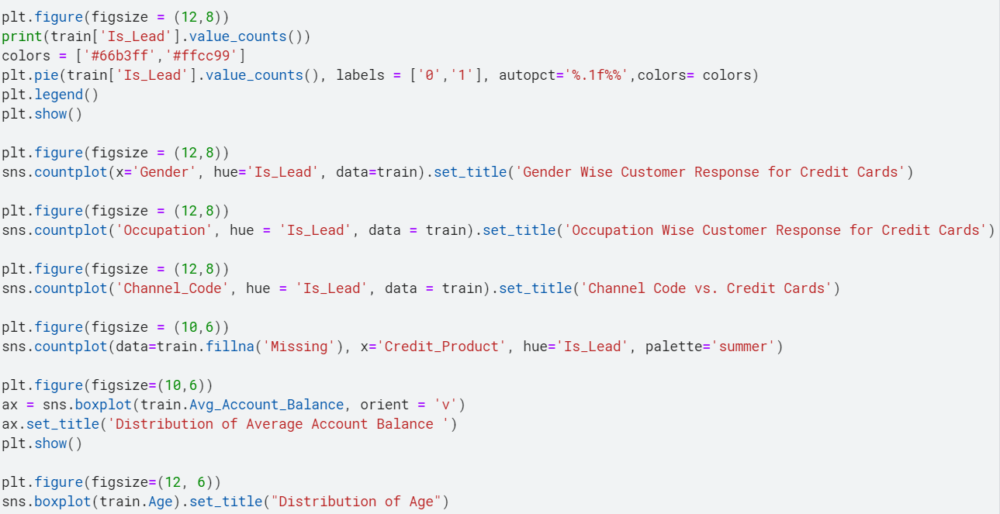 plt.figure(figsize = (12,8))
print(train['Is_Lead'].value_counts())
colors = ['#66b3ff','#ffcc99']
plt.pie(train['Is_Lead'].value_counts(), labels = ['0','1'], autopct='%.1f%%',colors= colors)
plt.legend()
plt.show()

plt.figure(figsize = (12,8))
sns.countplot(x='Gender', hue='Is_Lead', data=train).set_title('Gender Wise Customer Response for Credit Cards')

plt.figure(figsize = (12,8))
sns.countplot('Occupation', hue = 'Is_Lead', data = train).set_title('Occupation Wise Customer Response for Credit Cards')

plt.figure(figsize = (12,8))
sns.countplot('Channel_Code', hue = 'Is_Lead', data = train).set_title('Channel Code vs. Credit Cards')

plt.figure(figsize = (10,6))
sns.countplot(data=train.fillna('Missing'), x='Credit_Product', hue='Is_Lead', palette='summer')

plt.figure(figsize=(10,6))
ax = sns.boxplot(train.Avg_Account_Balance, orient = 'v')
ax.set_title('Distribution of Average Account Balance ')
plt.show()

plt.figure(figsize=(12, 6))
sns.boxplot(train.Age).set_title("Distribution of Age")